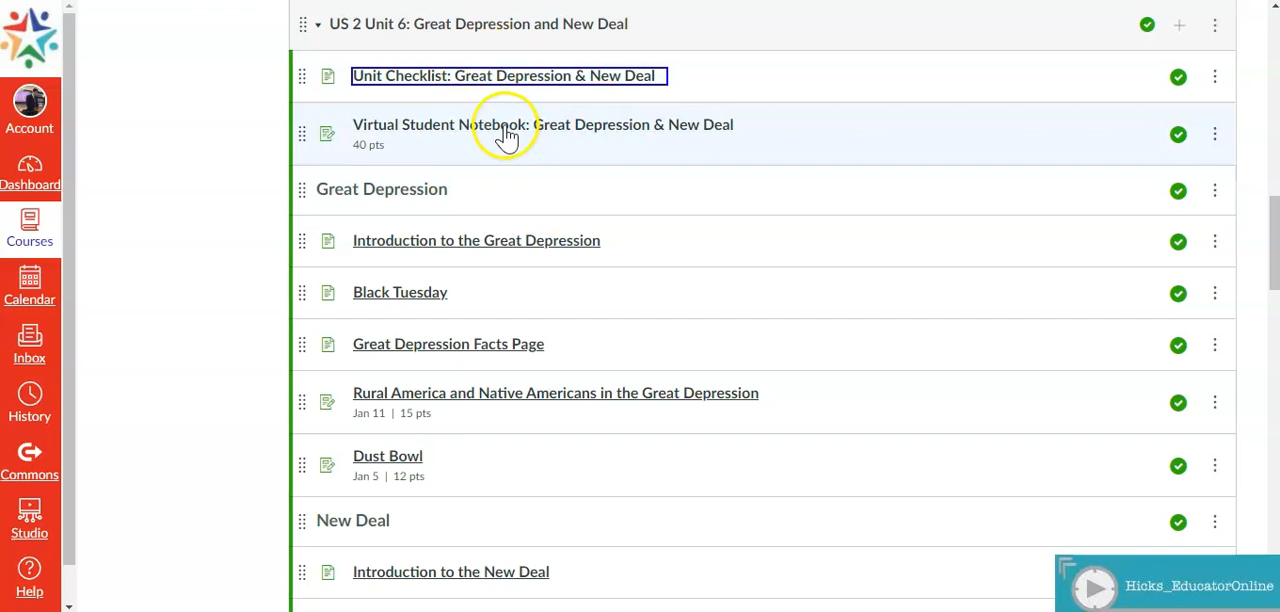 US 2 Unit 6: Great Depression and New Deal
Unit Checklist: Great Depression & New Deal
Virtual Student Notebook: Great Depression & New Deal
40 pts
Great Depression
Introduction to the Great Depression
Black Tuesday
Great Depression Facts Page
Rural America and Native Americans in the Great Depression
Jan 11 | 15 pts
Dust Bowl
Jan 5 | 12 pts
New Deal
Introduction to the New Deal
Account
Dashboard
Courses
Calendar
Inbox
History
Commons
Studio
Help
Hicks_EducatorOnline